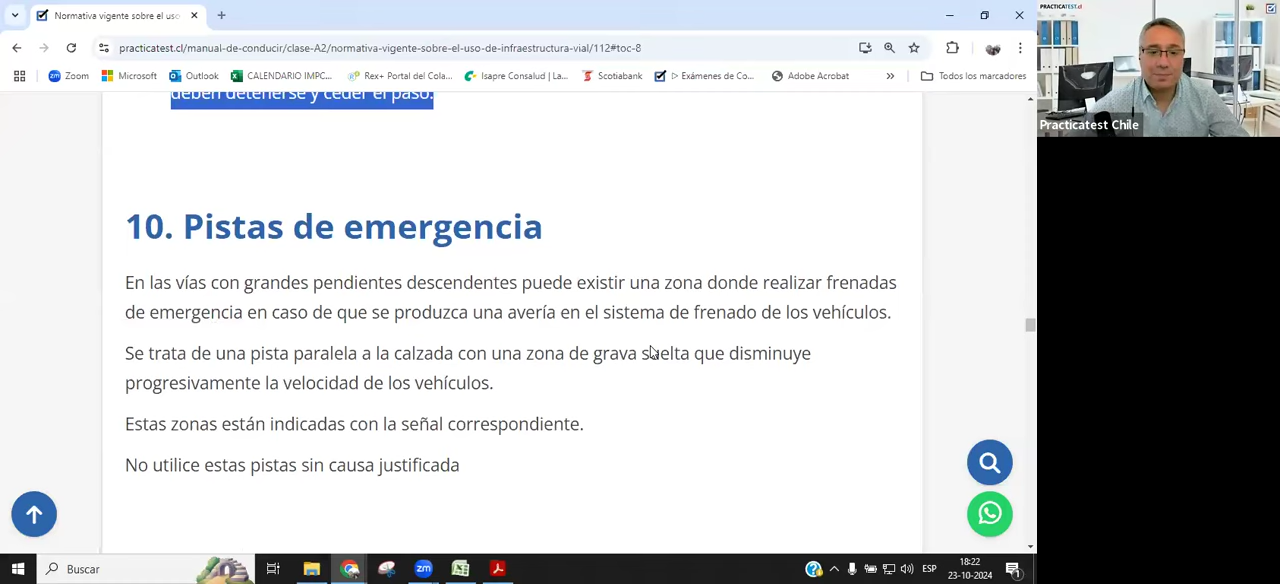 Normativa vigente sobre el uso
practicatest.cl/manual-de-conducir/clase-A2/normativa-vigente-sobre-el-uso-de-infraestructura-vial/112#toc-8
Zoom
Microsoft
Outlook
CALENDARIO IMPC...
Rex+ Portal del Cola...
Isapre Consalud | La...
Scotiabank
▷ Exámenes de Co...
Adobe Acrobat
»
Todos los marcadores
deben detenerse y ceder el paso.
10. Pistas de emergencia
En las vías con grandes pendientes descendentes puede existir una zona donde realizar frenadas
de emergencia en caso de que se produzca una avería en el sistema de frenado de los vehículos.
Se trata de una pista paralela a la calzada con una zona de grava suelta que disminuye
progresivamente la velocidad de los vehículos.
Estas zonas están indicadas con la señal correspondiente.
No utilice estas pistas sin causa justificada
PRACTICATEST.cl
Practicatest Chile
Buscar
zm
ESP
18:22
23-10-2024
1